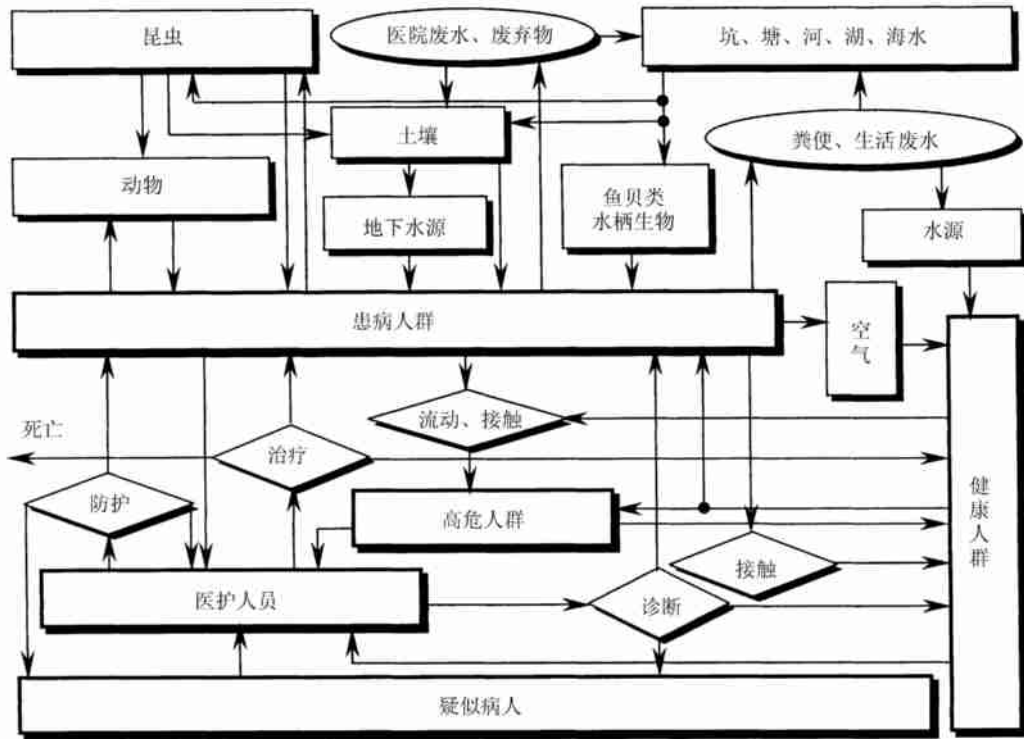 昆虫
医院废水、废弃物
坑、塘、河、湖、海水
土壤
粪便、生活废水
动物
地下水源
鱼贝类
水栖生物
水源
患病人群
空
气
流动、接触
死亡
治疗
防护
高危人群
健
康
人
群
接触
医护人员
诊断
疑似病人